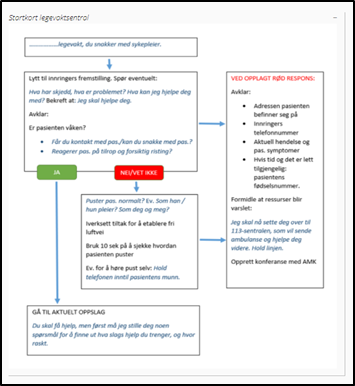 Startkort legevaktsentral
....................legevakt, du snakker med sykepleier.
Lytt til innringers fremstilling. Spør eventuelt:
Hva har skjedd, hva er problemet? Hva kan jeg hjelpe deg
med? Bekreft at: Jeg skal hjelpe deg.
Avklar:
Er pasienten våken?
• Får du kontakt med pas./kan du snakke med pas.?
• Reagerer pas. på tilrop og forsiktig risting?
JA
NEI/VET IKKE
Puster pas. normalt? Ev. Som han /
hun pleier? Som deg og meg?
Iverksett tiltak for å etablere fri
luftvei
Bruk 10 sek på å sjekke hvordan
pasienten puster
Ev. for å høre pust selv: Hold
telefonen inntil pasientens munn.
VED OPPLAGT RØD RESPONS:
Avklar:
• Adressen pasienten
befinner seg på
• Innringers
telefonnummer
• Aktuell hendelse og
pas. symptomer
• Hvis tid og det er lett
tilgjengelig:
pasientens
fødselsnummer.
Formidle at ressurser blir
varslet:
Jeg skal nå sette deg over til
113-sentralen, som vil sende
ambulanse og hjelpe deg
videre. Hold linjen.
Opprett konferanse med AMK
GÅ TIL AKTUELT OPPSLAG
Du skal få hjelp, men først må jeg stille deg noen
spørsmål for å finne ut hva slags hjelp du trenger, og hvor
raskt.